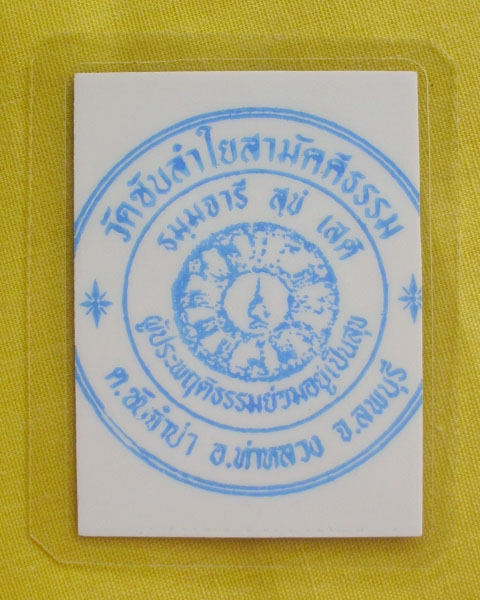 วัดซับลำใยสามัคคีธรรม
ธมฺมจารี สุขํ เสติ
ผู้ประพฤติธรรมย่อมอยู่เป็นสุข
ต.ซับจำปา อ.ท่าหลวง จ.ลพบุรี